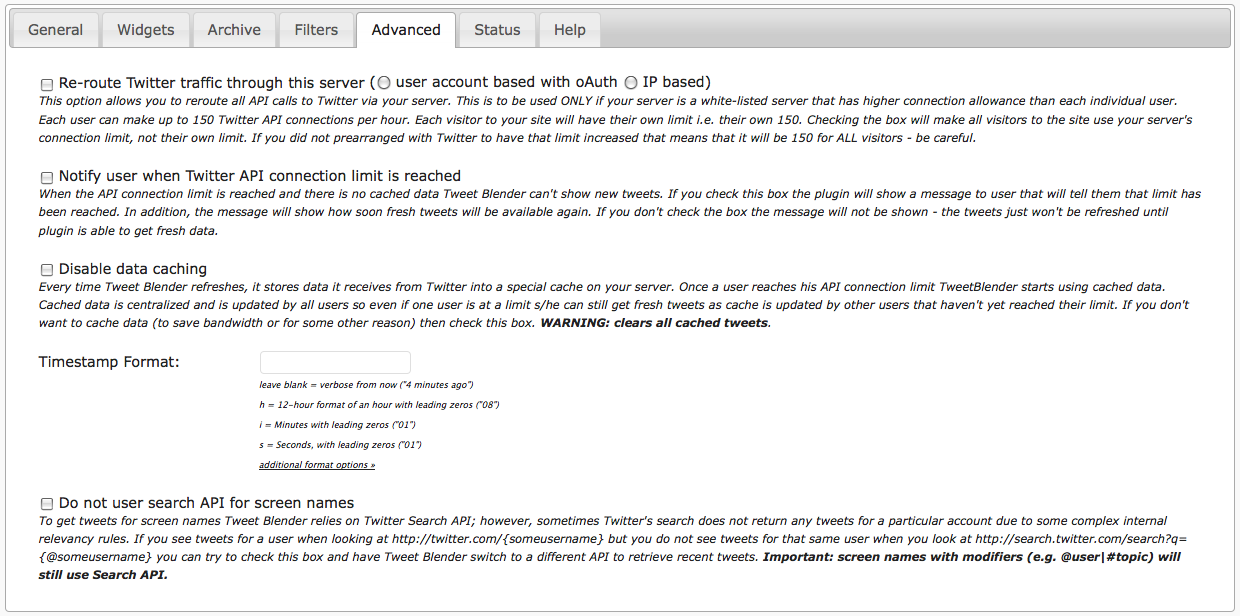 General Widgets Archive Filters Advanced Status Help
Re-route Twitter traffic through this server ( user account based with oAuth IP based)
This option allows you to reroute all API calls to Twitter via your server. This is to be used ONLY if your server is a white-listed server that has higher connection allowance than each individual user.
Each user can make up to 150 Twitter API connections per hour. Each visitor to your site will have their own limit i.e. their own 150. Checking the box will make all visitors to the site use your server's
connection limit, not their own limit. If you did not prearranged with Twitter to have that limit increased that means that it will be 150 for ALL visitors - be careful.
Notify user when Twitter API connection limit is reached
When the API connection limit is reached and there is no cached data Tweet Blender can't show new tweets. If you check this box the plugin will show a message to user that will tell them that limit has
been reached. In addition, the message will show how soon fresh tweets will be available again. If you don't check the box the message will not be shown - the tweets just won't be refreshed until
plugin is able to get fresh data.
Disable data caching
Every time Tweet Blender refreshes, it stores data it receives from Twitter into a special cache on your server. Once a user reaches his API connection limit TweetBlender starts using cached data.
Cached data is centralized and is updated by all users so even if one user is at a limit s/he can still get fresh tweets as cache is updated by other users that haven't yet reached their limit. If you don't
want to cache data (to save bandwidth or for some other reason) then check this box. WARNING: clears all cached tweets.
Timestamp Format:
leave blank = verbose from now ("4 minutes ago")
h = 12-hour format of an hour with leading zeros ("08")
i = Minutes with leading zeros ("01")
s = Seconds, with leading zeros ("01")
additional format options »
Do not user search API for screen names
To get tweets for screen names Tweet Blender relies on Twitter Search API; however, sometimes Twitter's search does not return any tweets for a particular account due to some complex internal
relevancy rules. If you see tweets for a user when looking at http://twitter.com/{someusername} but you do not see tweets for that same user when you look at http://search.twitter.com/search?q=
{@someusername} you can try to check this box and have Tweet Blender switch to a different API to retrieve recent tweets. Important: screen names with modifiers (e.g. @user|#topic) will
still use Search API.